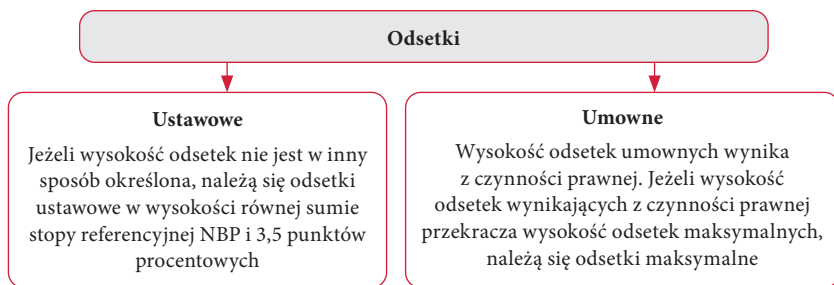 Odsetki
Ustawowe
Jeżeli wysokość odsetek nie jest w inny
sposób określona, należą się odsetki
ustawowe w wysokości równej sumie
stopy referencyjnej NBP i 3,5 punktów
procentowych
Umowne
Wysokość odsetek umownych wynika
z czynności prawnej. Jeżeli wysokość
odsetek wynikających z czynności prawnej
przekracza wysokość odsetek maksymalnych,
należą się odsetki maksymalne